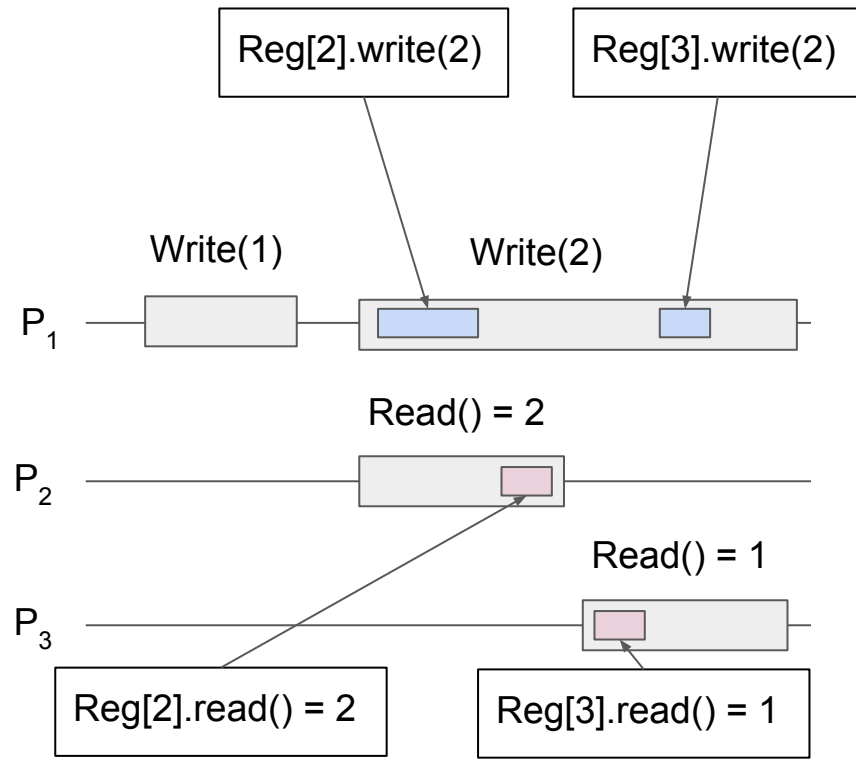 Reg[2].write(2)
Reg[3].write(2)
Write(1)
Write(2)
P1
Read() = 2
P2
Read() = 1
P3
Reg[2].read() = 2
Reg[3].read() = 1